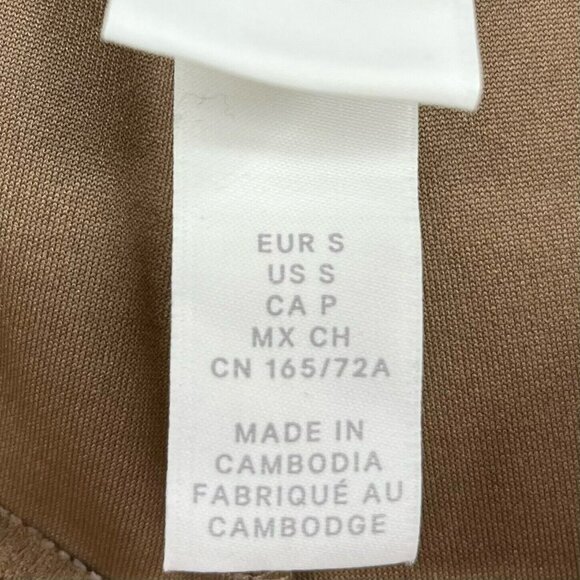 EUR S
US S
CA P
MX CH
CN 165/72A
MADE IN
CAMBODIA
FABRIQUÉ AU
CAMBODGE